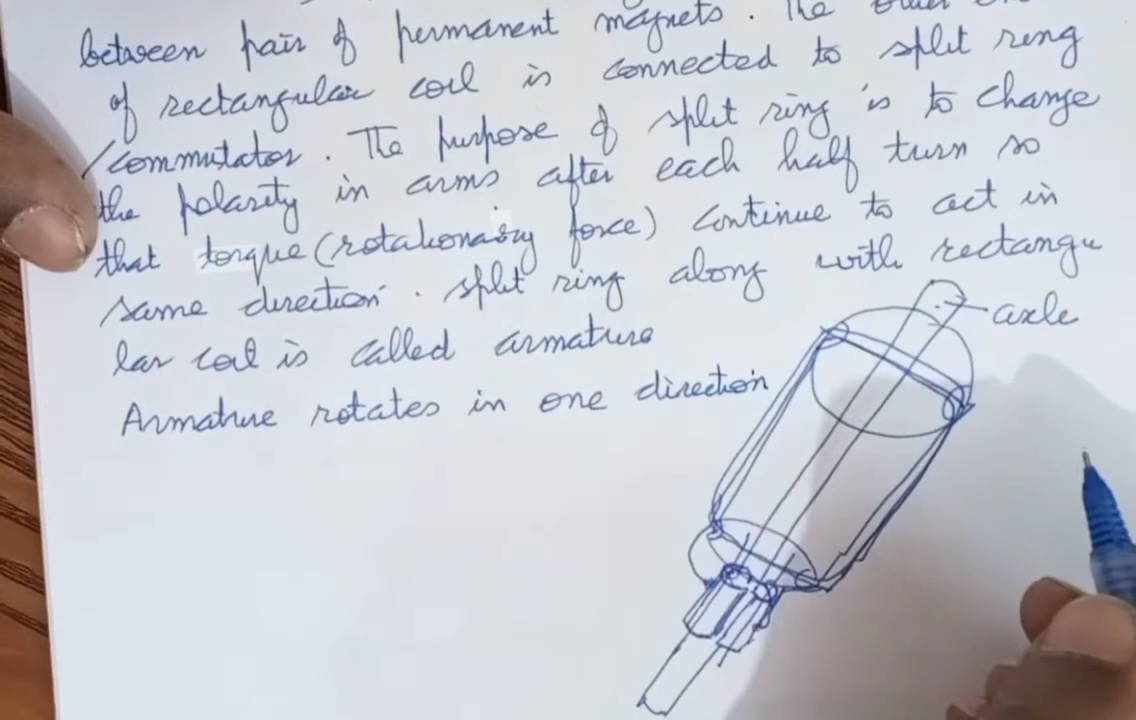 between pair of permanent magnets. The
of rectangular coil is connected to split ring
/commutator. The purpose of split ring is to change
the polarity in arms after each half turn so
that torque (rotational force) continue to act in
same direction. split ring along with rectangu
lar coil is called armature
axle
Armature rotates in one direction